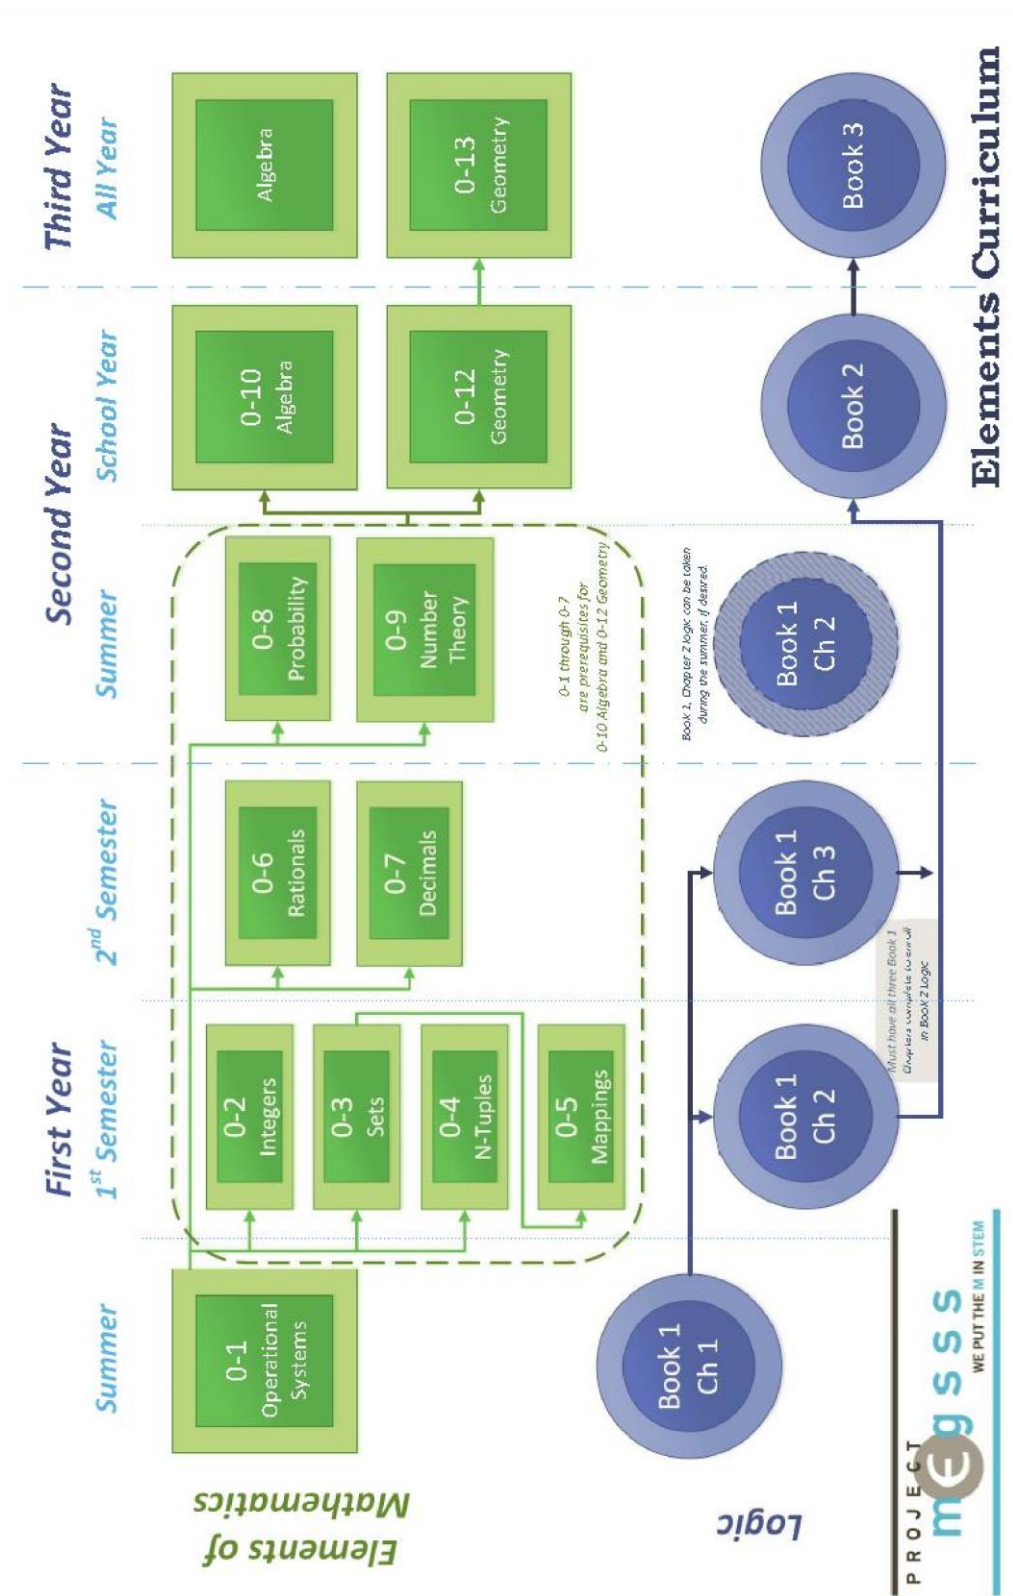 First Year
Second Year
Third Year
Summer
1st Semester
2nd Semester
Summer
School Year
All Year
Elements of
Mathematics
0-1
Operational
Systems
0-2
Integers
0-3
Sets
0-4
N-Tuples
0-5
Mappings
0-6
Rationals
0-7
Decimals
0-8
Probability
0-9
Number
Theory
0-10
Algebra
0-12
Geometry
Algebra
0-13
Geometry
0-1 through 0-7
are prerequisites for
0-10 Algebra and 0-12 Geometry
Logic
Book 1
Ch 1
Book 1
Ch 2
Book 1
Ch 3
Book 1, Chapter 2 logic can be taken
during the summer, if desired.
Book 1
Ch 2
Book 2
Book 3
Must have all three Book 1
Chapters complete to enroll
in Book 2 Logic
PROJECT
megsss
WE PUT THE M IN STEM
Elements Curriculum